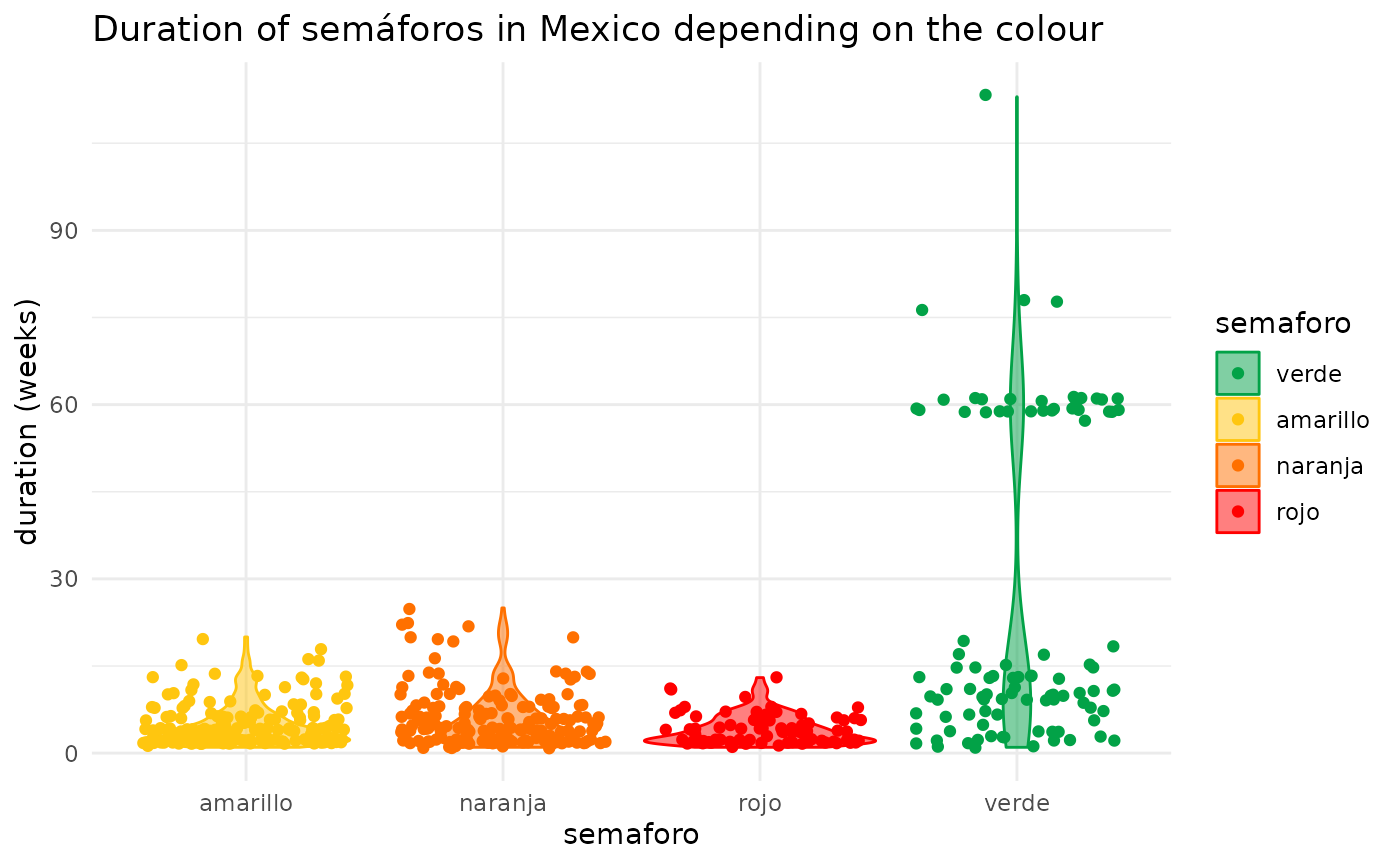 Duration of semáforos in Mexico depending on the colour
duration (weeks)
90
60
30
0
amarillo
naranja
rojo
verde
semaforo
semaforo
verde
amarillo
naranja
rojo